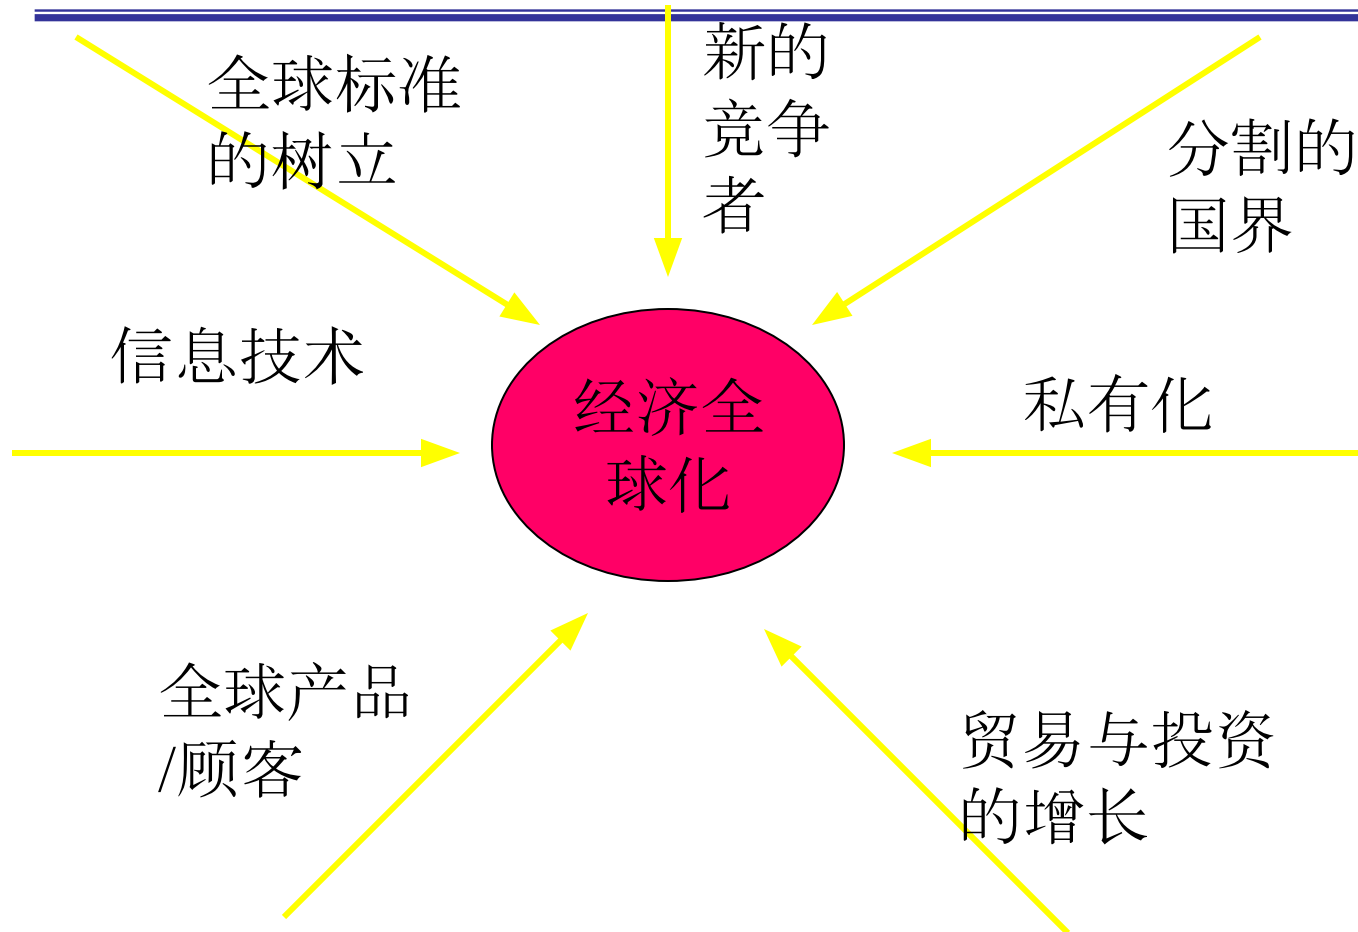 全球标准
的树立
新的
竞争
者
分割的
国界
信息技术
经济全
球化
私有化
全球产品
/顾客
贸易与投资
的增长